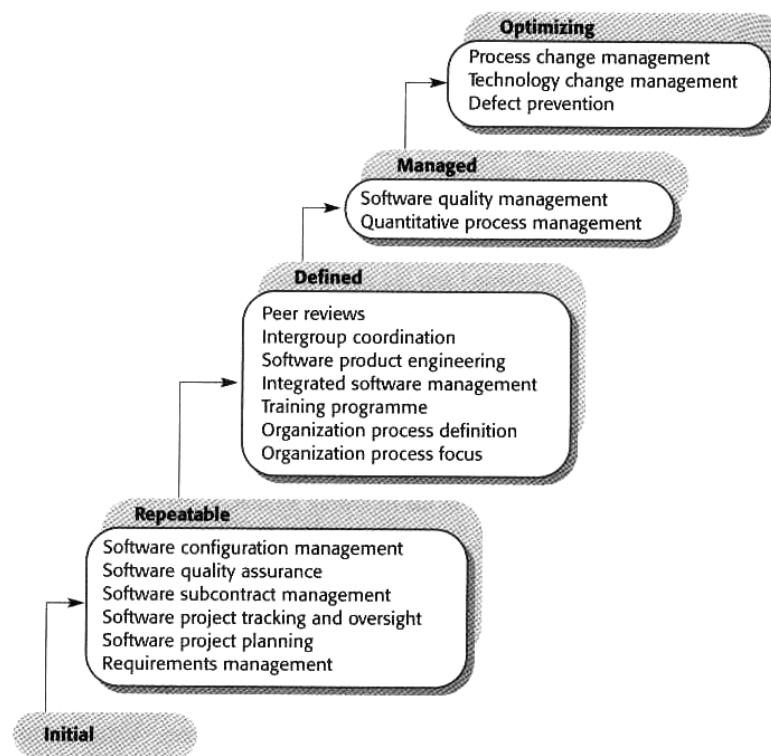 Optimizing
Process change management
Technology change management
Defect prevention
Managed
Software quality management
Quantitative process management
Defined
Peer reviews
Intergroup coordination
Software product engineering
Integrated software management
Training programme
Organization process definition
Organization process focus
Repeatable
Software configuration management
Software quality assurance
Software subcontract management
Software project tracking and oversight
Software project planning
Requirements management
Initial